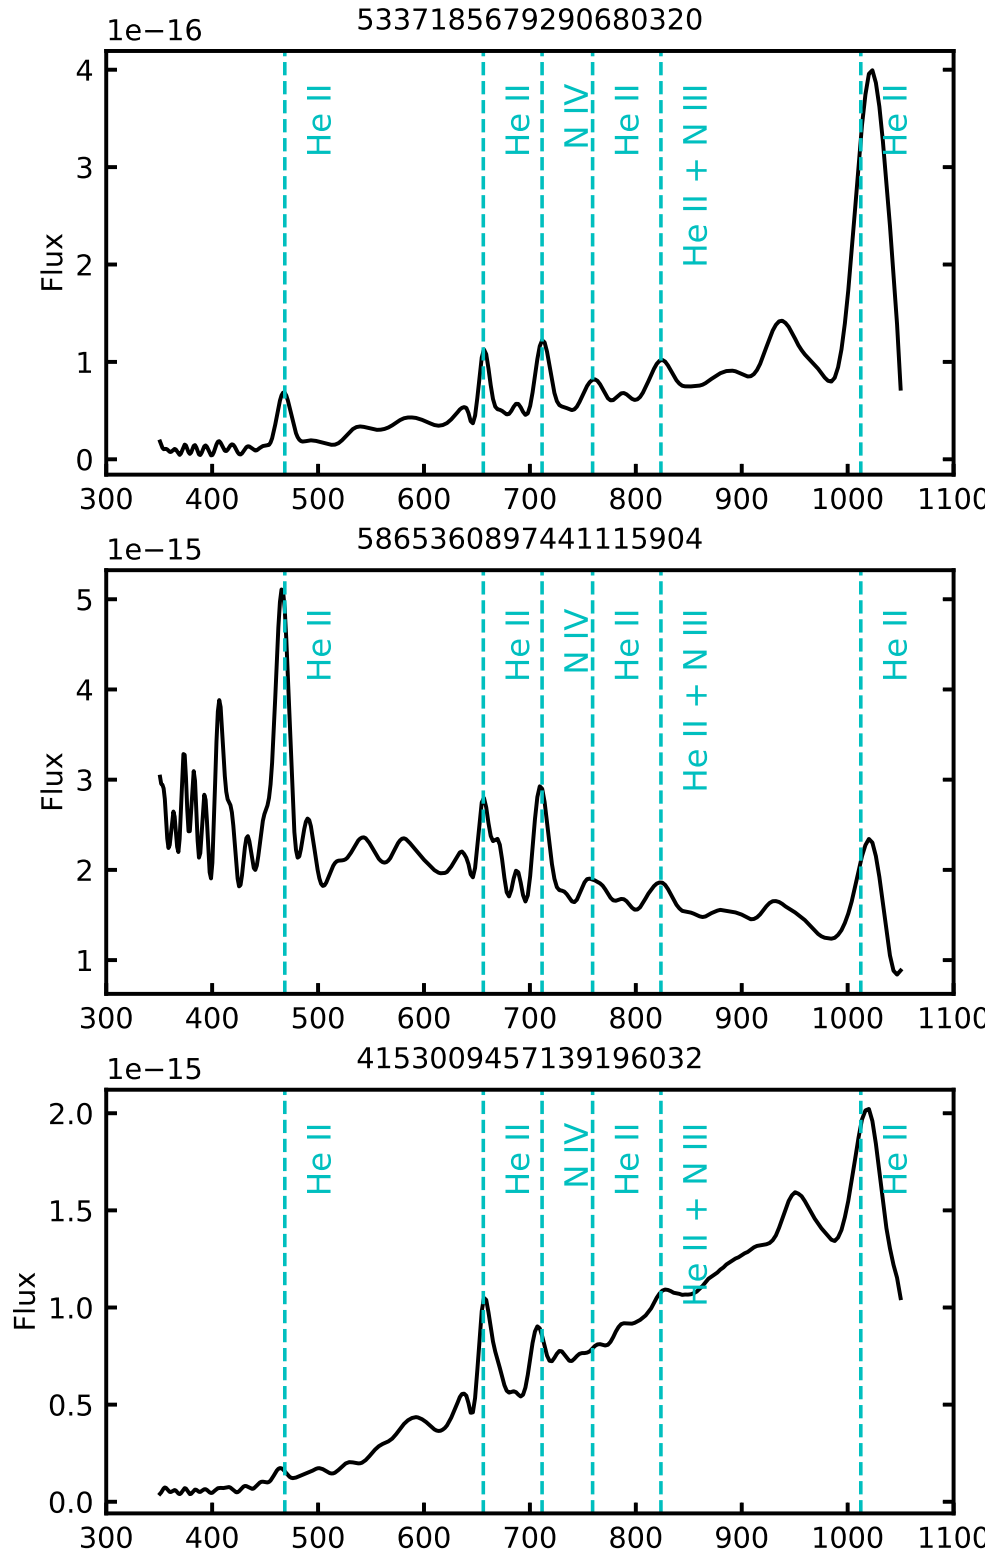 1e−16
5337185679290680320
Flux
4
3
2
1
0
He II
He II
N IV
He II
He II + N III
He II
300 400 500 600 700 800 900 1000 1100
1e−15
5865360897441115904
Flux
5
4
3
2
1
He II
He II
N IV
He II
He II + N III
He II
300 400 500 600 700 800 900 1000 1100
1e−15
4153009457139196032
Flux
2.0
1.5
1.0
0.5
0.0
He II
He II
N IV
He II
He II + N III
He II
300 400 500 600 700 800 900 1000 1100